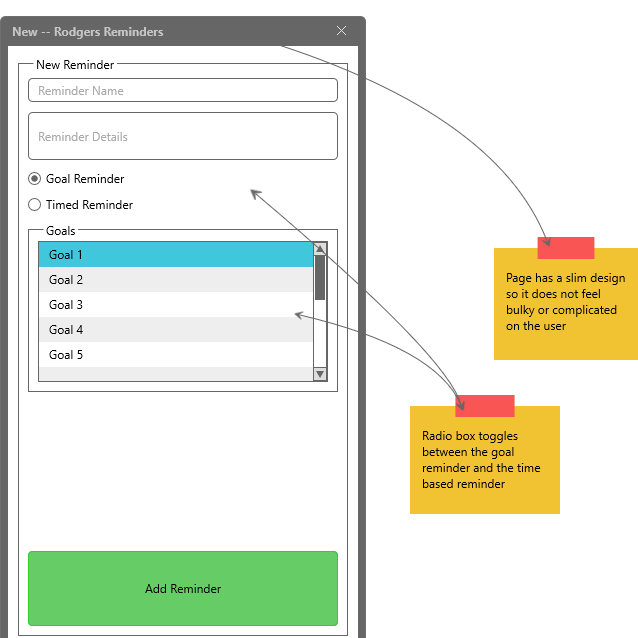 New -- Rodgers Reminders
New Reminder
Reminder Name
Reminder Details
Goal Reminder
Timed Reminder
Goals
Goal 1
Goal 2
Goal 3
Goal 4
Goal 5
Add Reminder
Page has a slim design
so it does not feel
bulky or complicated
on the user
Radio box toggles
between the goal
reminder and the time
based reminder